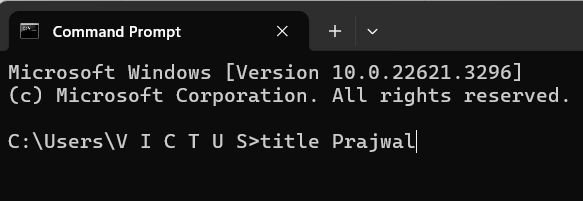 Command Prompt
Microsoft Windows [Version 10.0.22621.3296]
(c) Microsoft Corporation. All rights reserved.
C:\Users\V I C T U S>title Prajwal